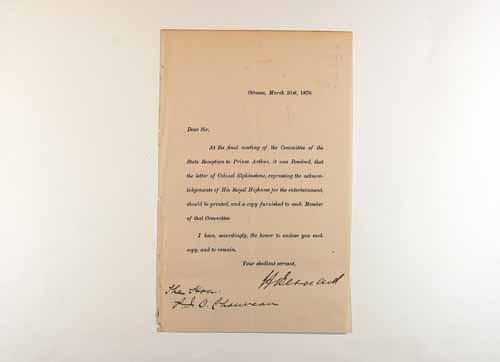 Ottawa, March 31st, 1870.
Dear Sir,
At the final meeting of the Committee of the
State Reception to Prince Arthur, it was Resolved, that
the letter of Colonel Elphinstone, expressing the acknow-
ledgements of His Royal Highness for the entertainment,
should be printed, and a copy furnished to each Member
of that Committee.
I have, accordingly, the honor to enclose you such
copy, and to remain,
Your obedient servant,
H Bernard
The Hon.
P. J. O. Chauveau